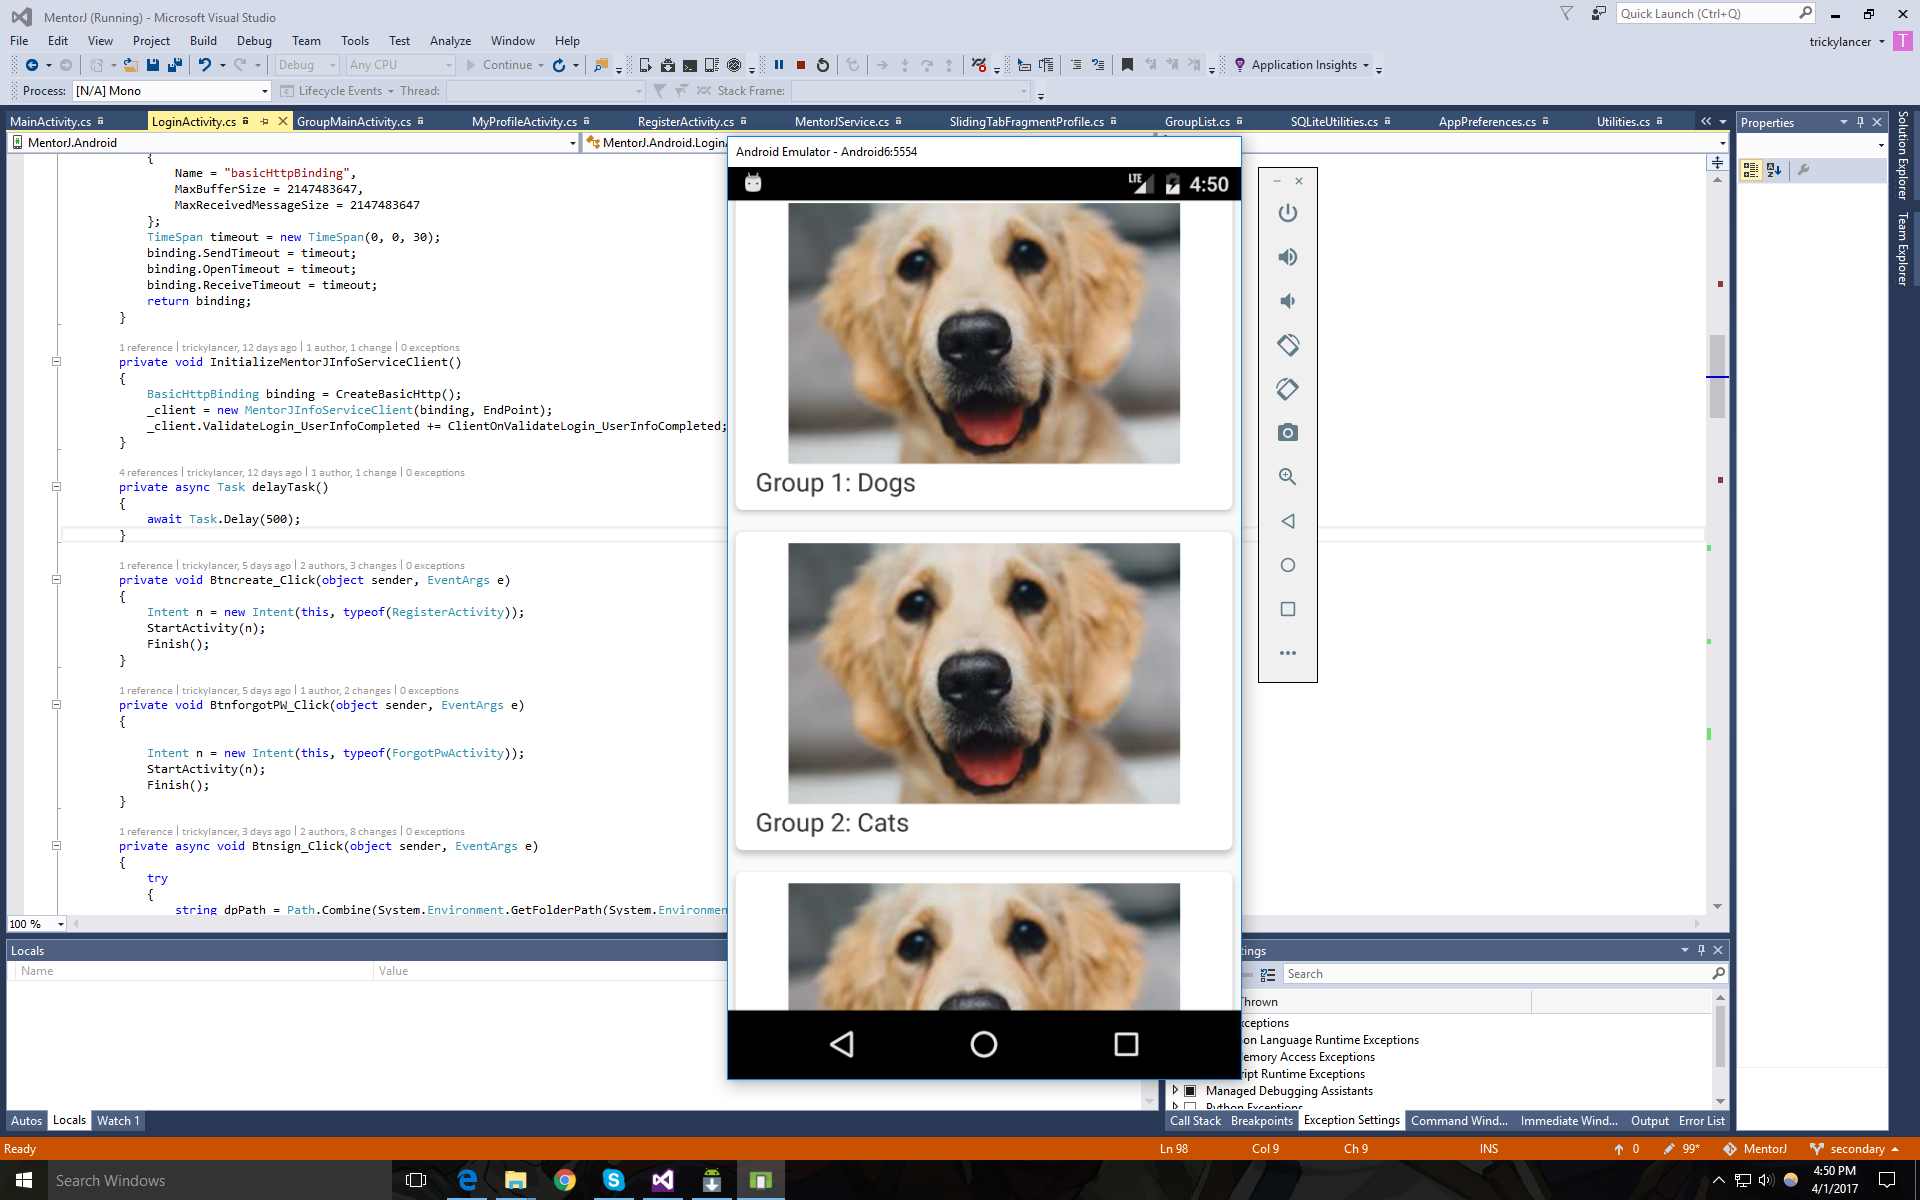 MentorJ (Running) - Microsoft Visual Studio
Quick Launch (Ctrl+Q)
File Edit View Project Build Debug Team Tools Test Analyze Window Help
trickylancer
T
Debug Any CPU Continue Application Insights
Process: [N/A] Mono Lifecycle Events Thread: Stack Frame:
MainActivity.cs LoginActivity.cs GroupMainActivity.cs MyProfileActivity.cs RegisterActivity.cs MentorJService.cs SlidingTabFragmentProfile.cs GroupList.cs SQLiteUtilities.cs AppPreferences.cs Utilities.cs
Properties
Solution Explorer
Team Explorer
MentorJ.Android
MentorJ.Android.LoginA
{
Name = "basicHttpBinding",
MaxBufferSize = 2147483647,
MaxReceivedMessageSize = 2147483647
};
TimeSpan timeout = new TimeSpan(0, 0, 30);
binding.SendTimeout = timeout;
binding.OpenTimeout = timeout;
binding.ReceiveTimeout = timeout;
return binding;
}
1 reference | trickylancer, 12 days ago | 1 author, 1 change | 0 exceptions
private void InitializeMentorJInfoServiceClient()
{
BasicHttpBinding binding = CreateBasicHttp();
_client = new MentorJInfoServiceClient(binding, EndPoint);
_client.ValidateLogin_UserInfoCompleted += ClientOnValidateLogin_UserInfoCompleted;
}
4 references | trickylancer, 12 days ago | 1 author, 1 change | 0 exceptions
private async Task delayTask()
{
await Task.Delay(500);
}
1 reference | trickylancer, 5 days ago | 2 authors, 3 changes | 0 exceptions
private void Btncreate_Click(object sender, EventArgs e)
{
Intent n = new Intent(this, typeof(RegisterActivity));
StartActivity(n);
Finish();
}
1 reference | trickylancer, 5 days ago | 1 author, 2 changes | 0 exceptions
private void BtnforgotPW_Click(object sender, EventArgs e)
{
Intent n = new Intent(this, typeof(ForgotPwActivity));
StartActivity(n);
Finish();
}
1 reference | trickylancer, 3 days ago | 2 authors, 8 changes | 0 exceptions
private async void Btnsign_Click(object sender, EventArgs e)
{
try
{
string dpPath = Path.Combine(System.Environment.GetFolderPath(System.Environmen
100 %
Android Emulator - Android6:5554
LTE 4:50
Group 1: Dogs
Group 2: Cats
Locals
Name Value
Autos Locals Watch 1
tings
Search
Thrown
xceptions
on Language Runtime Exceptions
emory Access Exceptions
ript Runtime Exceptions
Managed Debugging Assistants
Python Exceptions
Call Stack Breakpoints Exception Settings Command Wind... Immediate Wind... Output Error List
Ready Ln 98 Col 9 Ch 9 INS 0 99* MentorJ secondary
Search Windows
4:50 PM
4/1/2017